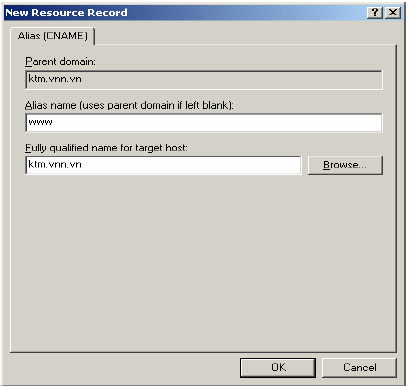 New Resource Record
Alias (CNAME)
Parent domain:
ktm.vnn.vn
Alias name (uses parent domain if left blank):
www
Fully qualified name for target host:
ktm.vnn.vn
Browse...
OK
Cancel